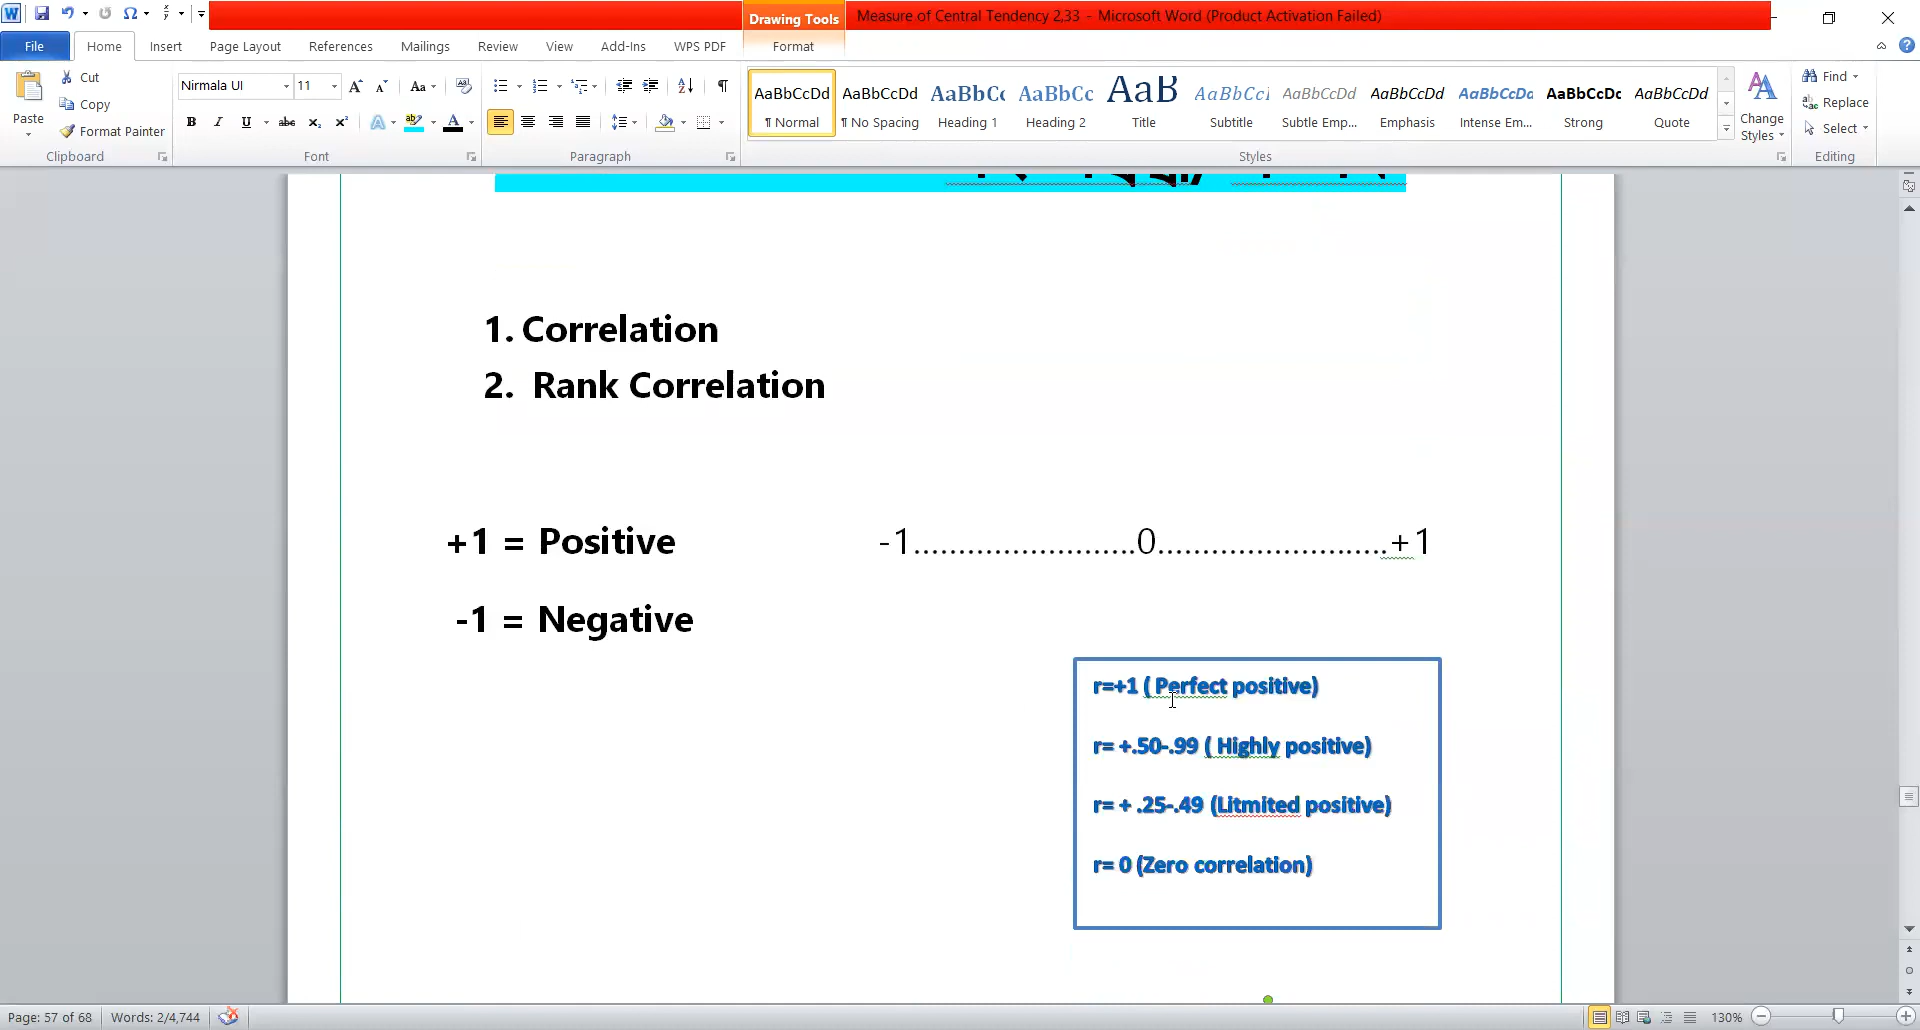 Measure of Central Tendency 2,33 - Microsoft Word (Product Activation Failed)
Drawing Tools
File Home Insert Page Layout References Mailings Review View Add-Ins WPS PDF Format
Paste
Cut
Copy
Format Painter
Clipboard
Nirmala UI 11
Font
Paragraph
AaBbCcDd AaBbCcDd AaBbCc AaBbCc AaB AaBbCcI AaBbCcDd AaBbCcDd AaBbCcDd AaBbCcDc AaBbCcDd
¶ Normal ¶ No Spacing Heading 1 Heading 2 Title Subtitle Subtle Emp... Emphasis Intense Em... Strong Quote
Styles
Change
Styles
Find
Replace
Select
Editing
1. Correlation
2. Rank Correlation
+1 = Positive -1........................0.........................+1
-1 = Negative
r=+1 ( Perfect positive)
r= +.50-.99 ( Highly positive)
r= + .25-.49 (Litmited positive)
r= 0 (Zero correlation)
Page: 57 of 68 Words: 2/4,744 130%